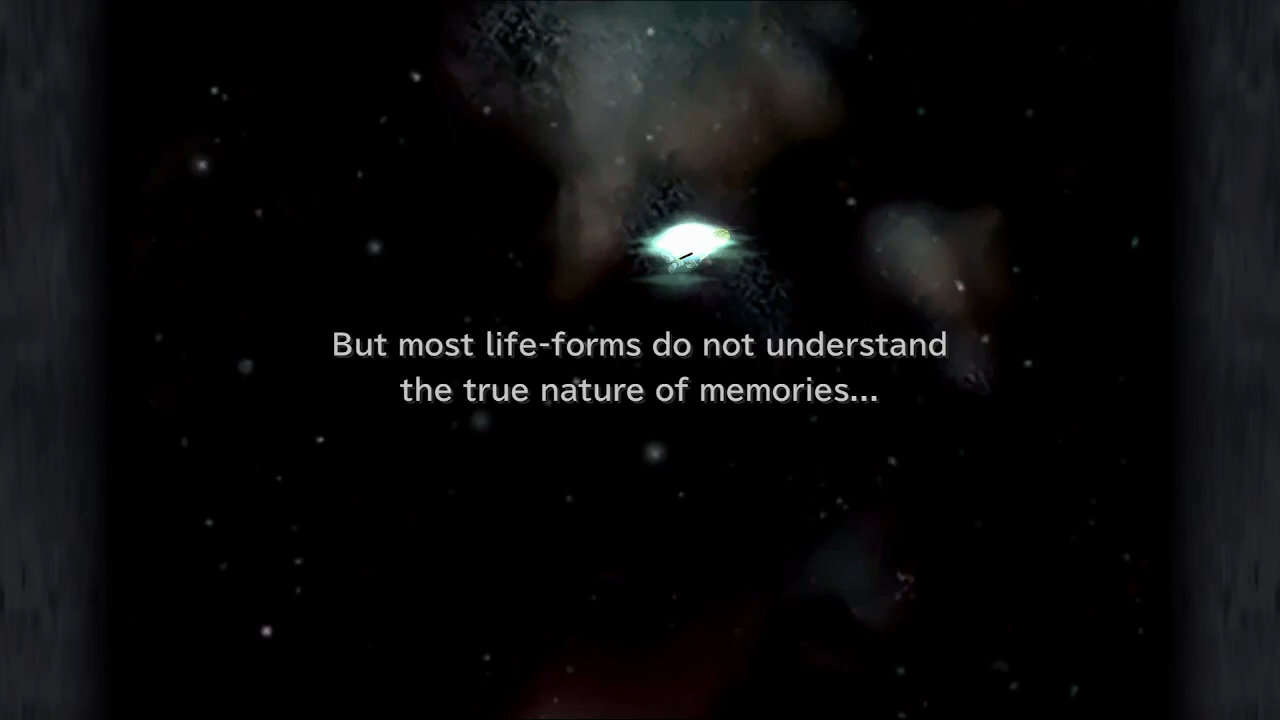 But most life-forms do not understand
the true nature of memories...